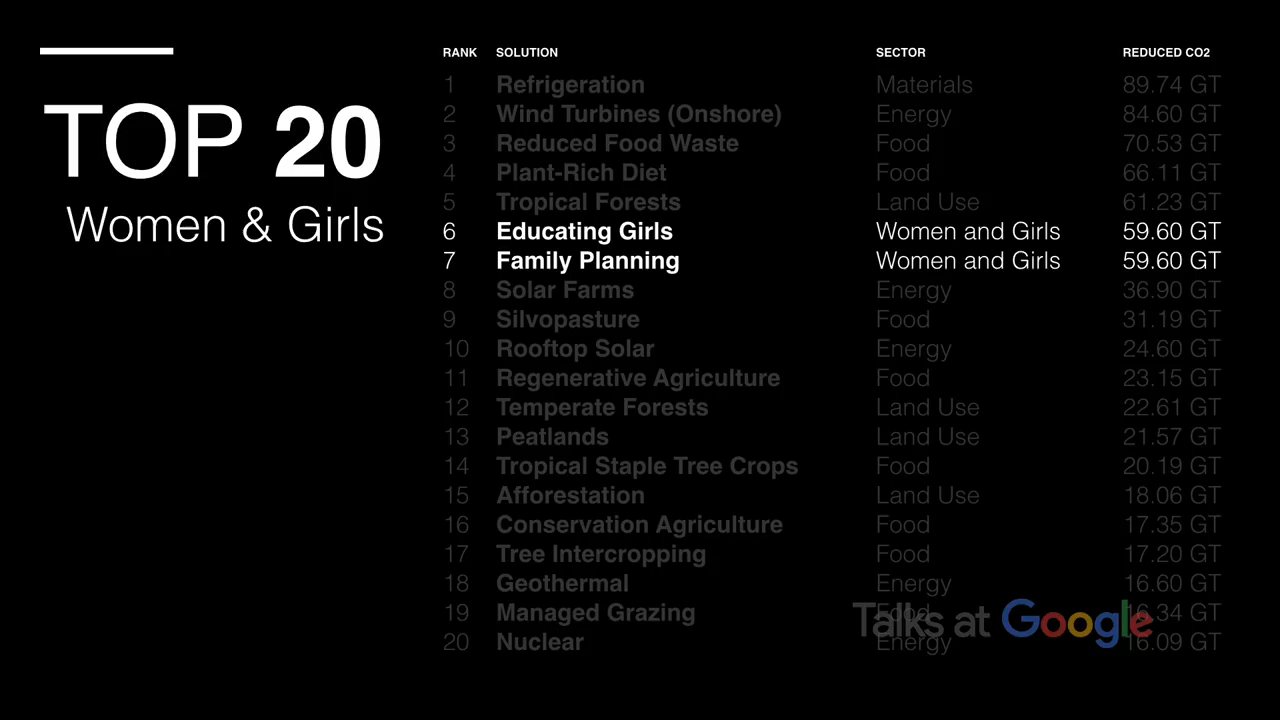 TOP 20
Women & Girls
RANK SOLUTION SECTOR REDUCED CO2
1 Refrigeration Materials 89.74 GT
2 Wind Turbines (Onshore) Energy 84.60 GT
3 Reduced Food Waste Food 70.53 GT
4 Plant-Rich Diet Food 66.11 GT
5 Tropical Forests Land Use 61.23 GT
6 Educating Girls Women and Girls 59.60 GT
7 Family Planning Women and Girls 59.60 GT
8 Solar Farms Energy 36.90 GT
9 Silvopasture Food 31.19 GT
10 Rooftop Solar Energy 24.60 GT
11 Regenerative Agriculture Food 23.15 GT
12 Temperate Forests Land Use 22.61 GT
13 Peatlands Land Use 21.57 GT
14 Tropical Staple Tree Crops Food 20.19 GT
15 Afforestation Land Use 18.06 GT
16 Conservation Agriculture Food 17.35 GT
17 Tree Intercropping Food 17.20 GT
18 Geothermal Energy 16.60 GT
19 Managed Grazing Food 16.34 GT
20 Nuclear Energy 16.09 GT
Talks at Google